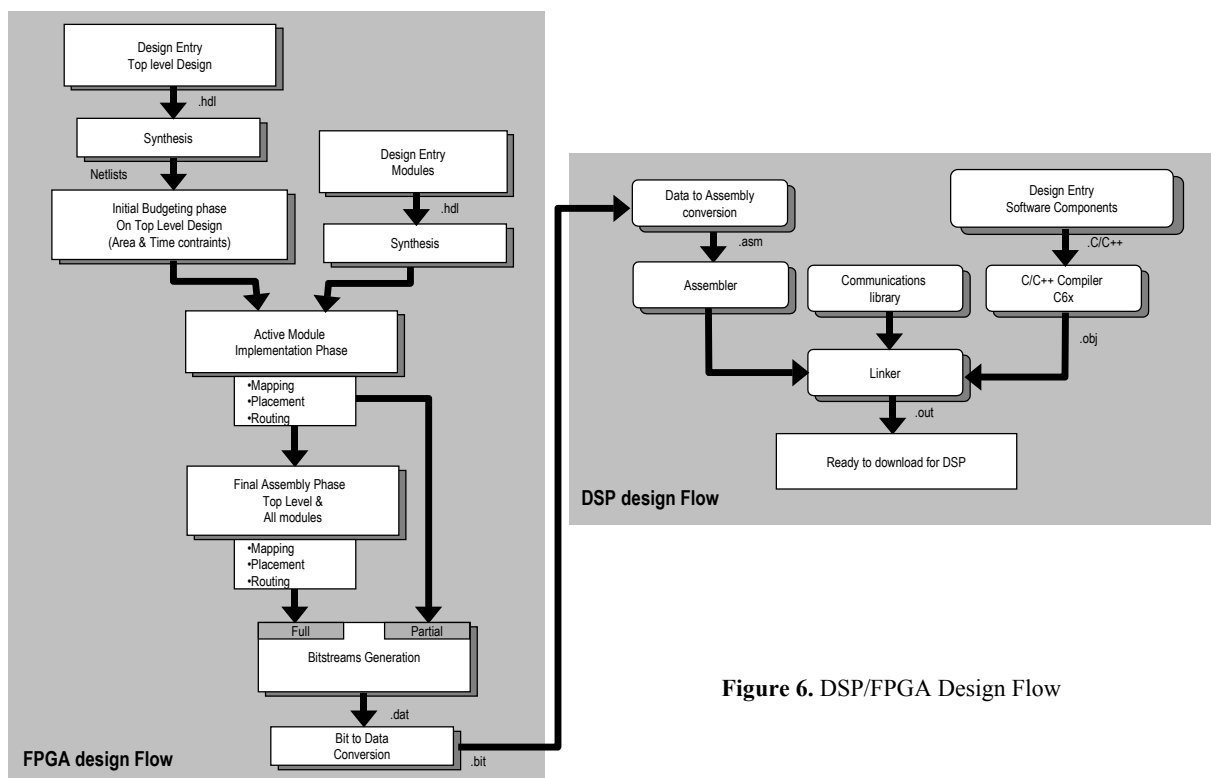 Design Entry
Top level Design
.hdl
Synthesis
Netlists
Initial Budgeting phase
On Top Level Design
(Area & Time contraints)
Design Entry
Modules
.hdl
Synthesis
Active Module
Implementation Phase
•Mapping
•Placement
•Routing
Final Assembly Phase
Top Level &
All modules
•Mapping
•Placement
•Routing
Full
Partial
Bitstreams Generation
.dat
Bit to Data
Conversion
.bit
FPGA design Flow
Data to Assembly
conversion
.asm
Assembler
Communications
library
Design Entry
Software Components
.C/C++
C/C++ Compiler
C6x
.obj
Linker
.out
Ready to download for DSP
DSP design Flow
Figure 6. DSP/FPGA Design Flow